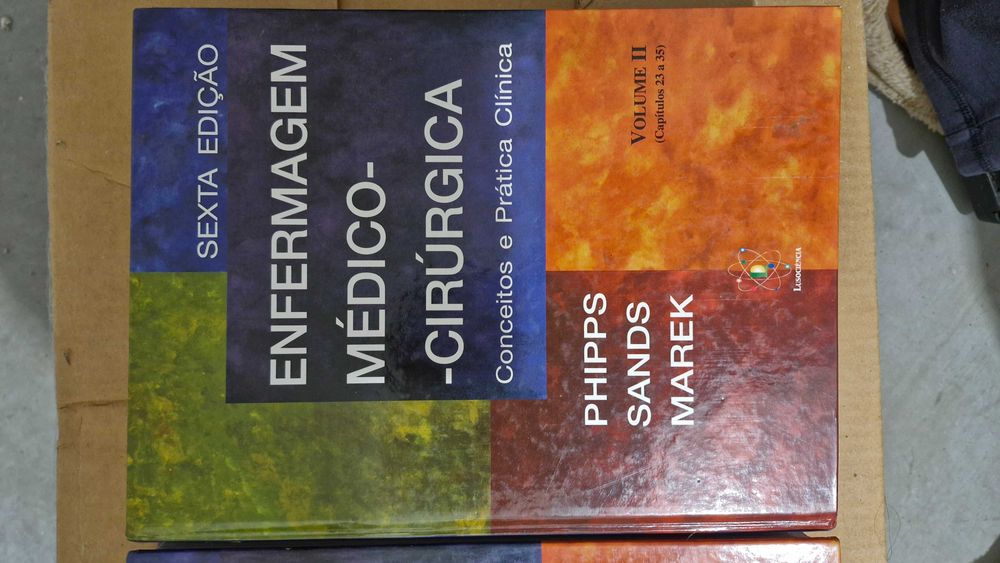 SEXTA EDIÇÃO
ENFERMAGEM
MÉDICO-
-CIRÚRGICA
Conceitos e Prática Clínica
PHIPPS
SANDS
MAREK
VOLUME II
(Capítulos 23 a 35)
LUSOCIÊNCIA